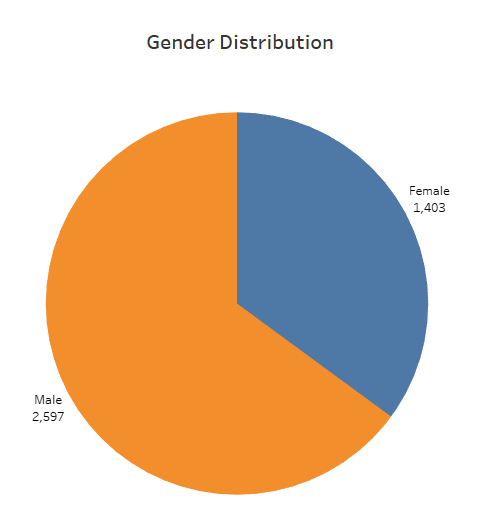 Gender Distribution
Female
1,403
Male
2,597